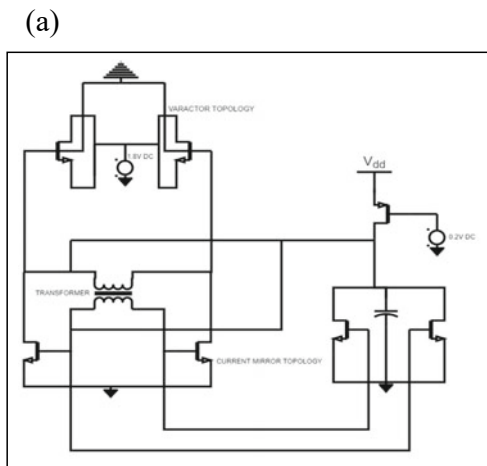 (a)
VARACTOR TOPOLOGY
1.8V DC
Vdd
0.2V DC
TRANSFORMER
CURRENT MIRROR TOPOLOGY